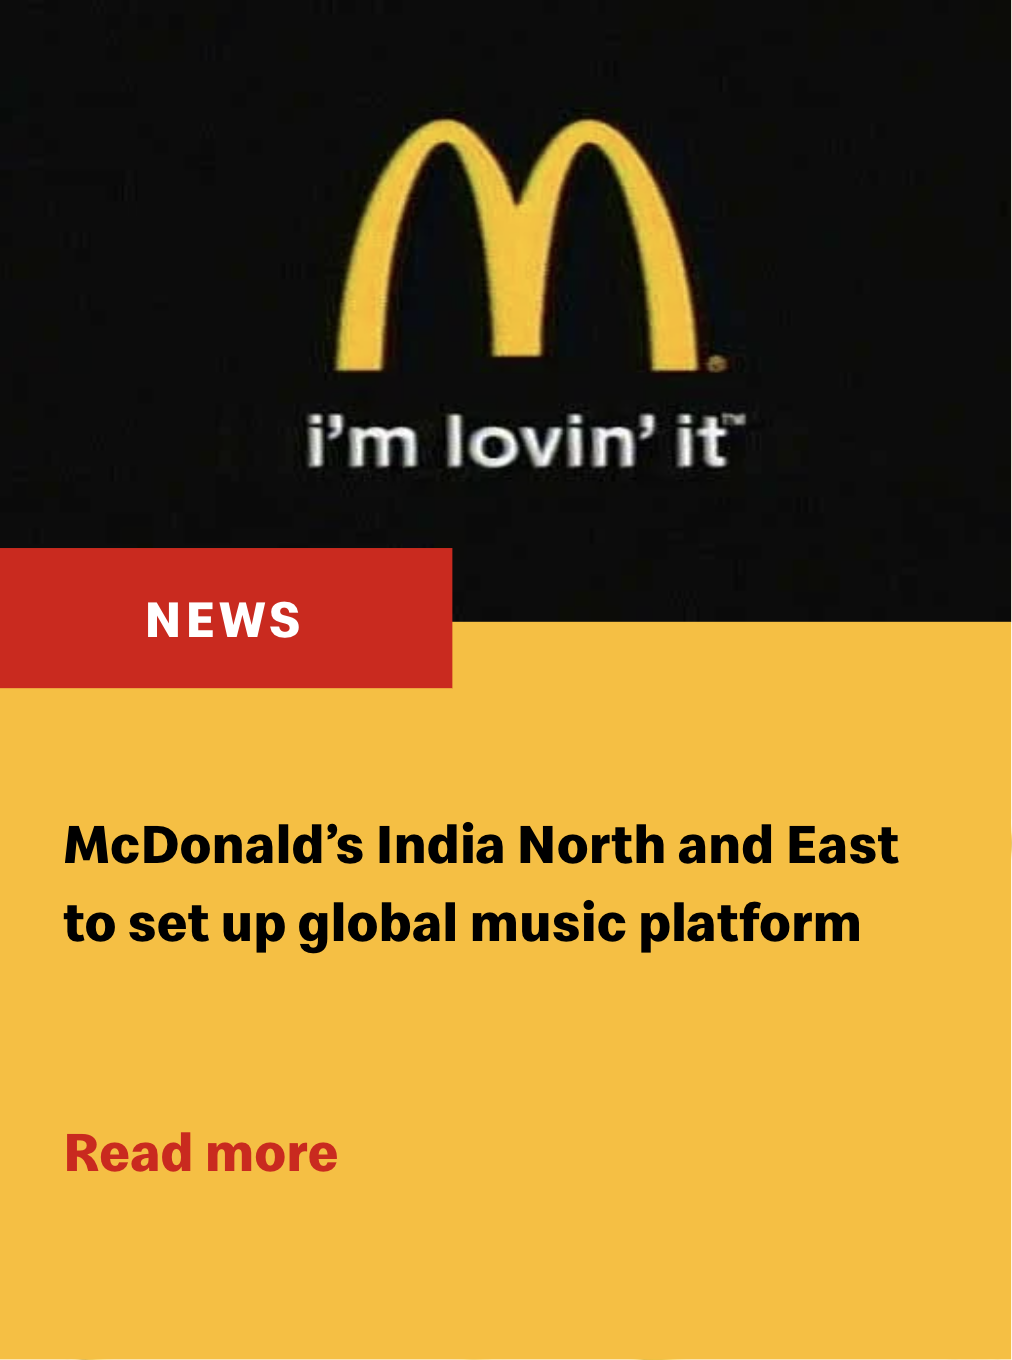 i’m lovin’ it™
NEWS
McDonald’s India North and East
to set up global music platform
Read more